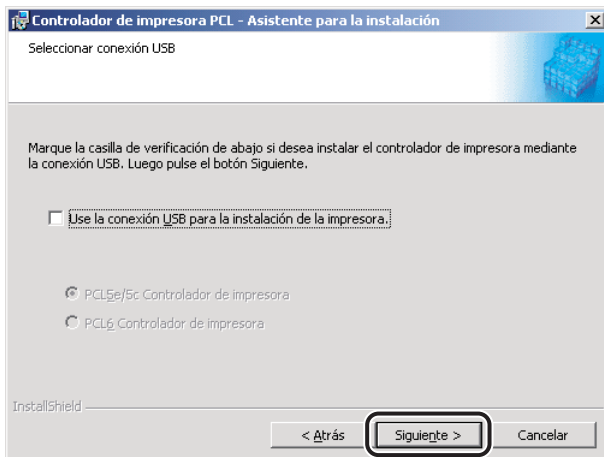 Controlador de impresora PCL - Asistente para la instalación
Seleccionar conexión USB
Marque la casilla de verificación de abajo si desea instalar el controlador de impresora mediante
la conexión USB. Luego pulse el botón Siguiente.
Use la conexión USB para la instalación de la impresora.
PCL5e/5c Controlador de impresora
PCL6 Controlador de impresora
InstallShield
< Atrás
Siguiente >
Cancelar